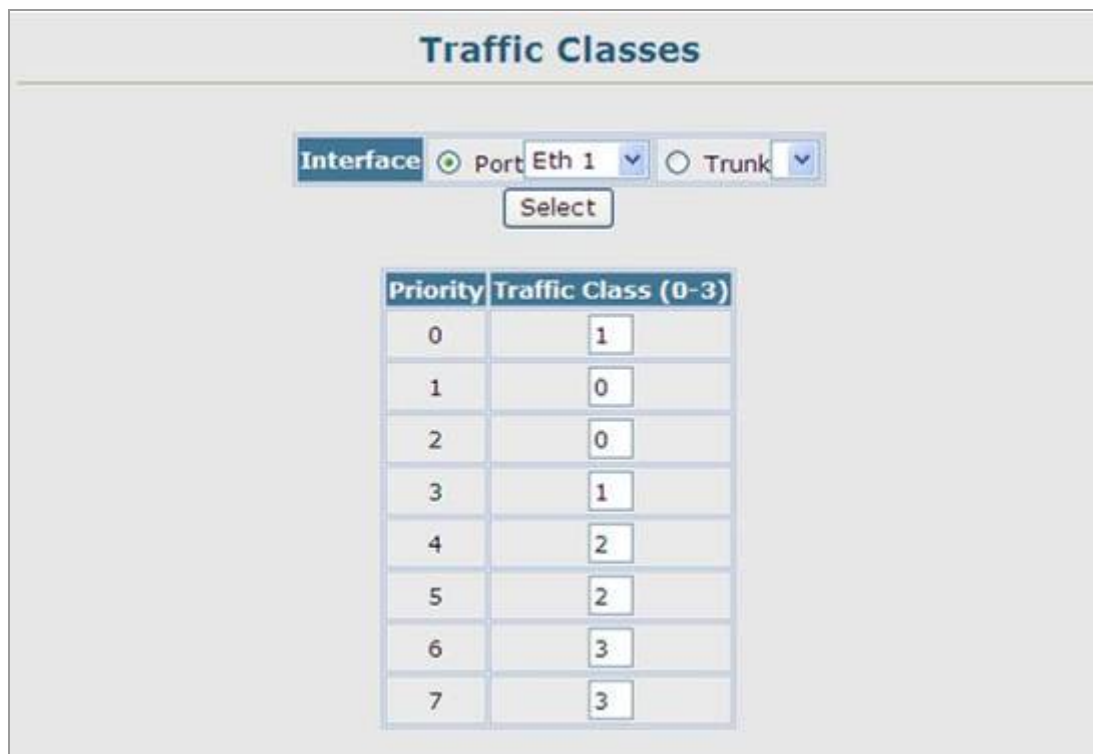 Traffic Classes
Interface Port Eth 1 Trunk
Select
Priority Traffic Class (0-3)
0 1
1 0
2 0
3 1
4 2
5 2
6 3
7 3